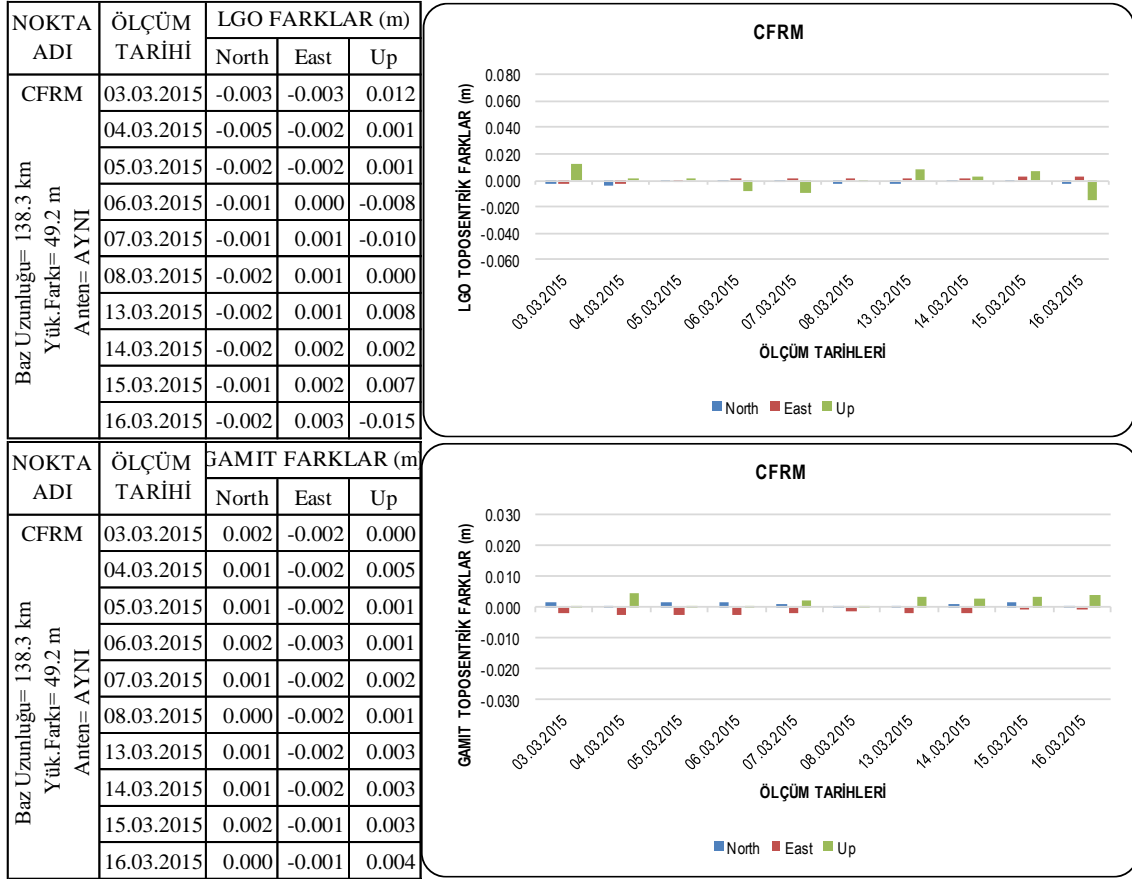 NOKTA ADI ÖLÇÜM TARİHİ LGO FARKLAR (m)
North East Up
CFRM 03.03.2015 -0.003 -0.003 0.012
04.03.2015 -0.005 -0.002 0.001
05.03.2015 -0.002 -0.002 0.001
06.03.2015 -0.001 0.000 -0.008
07.03.2015 -0.001 0.001 -0.010
08.03.2015 -0.002 0.001 0.000
13.03.2015 -0.002 0.001 0.008
14.03.2015 -0.002 0.002 0.002
15.03.2015 -0.001 0.002 0.007
16.03.2015 -0.002 0.003 -0.015
Baz Uzunluğu= 138.3 km
Yük.Farkı= 49.2 m
Anten= AYNI
CFRM
LGO TOPOSENTRİK FARKLAR (m)
0.080
0.060
0.040
0.020
0.000
-0.020
-0.040
-0.060
03.03.2015 04.03.2015 05.03.2015 06.03.2015 07.03.2015 08.03.2015 13.03.2015 14.03.2015 15.03.2015 16.03.2015
ÖLÇÜM TARİHLERİ
North East Up
NOKTA ADI ÖLÇÜM TARİHİ GAMIT FARKLAR (m
North East Up
CFRM 03.03.2015 0.002 -0.002 0.000
04.03.2015 0.001 -0.002 0.005
05.03.2015 0.001 -0.002 0.001
06.03.2015 0.002 -0.003 0.001
07.03.2015 0.001 -0.002 0.002
08.03.2015 0.000 -0.002 0.001
13.03.2015 0.001 -0.002 0.003
14.03.2015 0.001 -0.002 0.003
15.03.2015 0.002 -0.001 0.003
16.03.2015 0.000 -0.001 0.004
Baz Uzunluğu= 138.3 km
Yük.Farkı= 49.2 m
Anten= AYNI
CFRM
GAMIT TOPOSENTRİK FARKLAR (m)
0.030
0.020
0.010
0.000
-0.010
-0.020
-0.030
03.03.2015 04.03.2015 05.03.2015 06.03.2015 07.03.2015 08.03.2015 13.03.2015 14.03.2015 15.03.2015 16.03.2015
ÖLÇÜM TARİHLERİ
North East Up